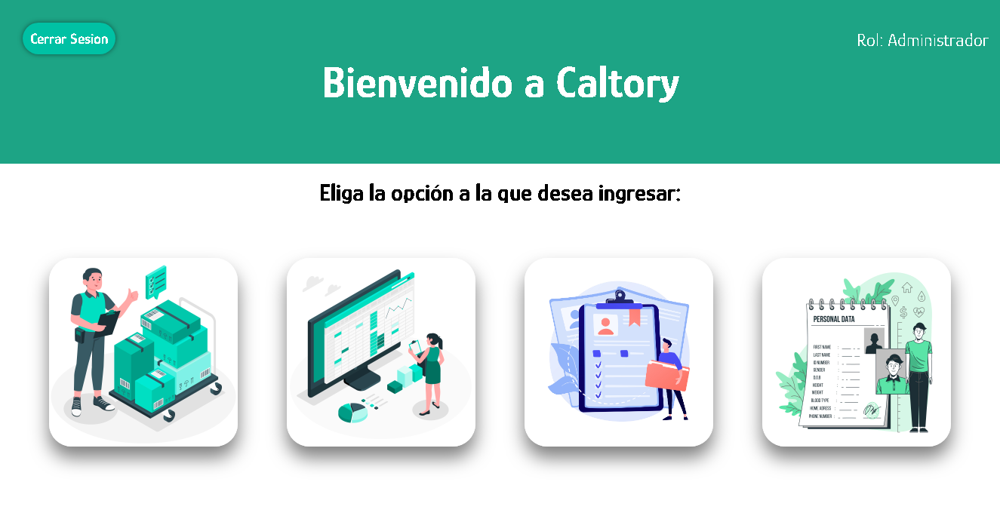 Cerrar Sesion
Rol: Administrador
Bienvenido a Caltory
Eliga la opción a la que desea ingresar:
PERSONAL DATA
FIRST NAME :
LAST NAME :
ID NUMBER :
GENDER :
D.O.B :
HEIGHT :
WEIGHT :
BLOOD TYPE :
HOME ADRESS :
PHONE NUMBER :
$